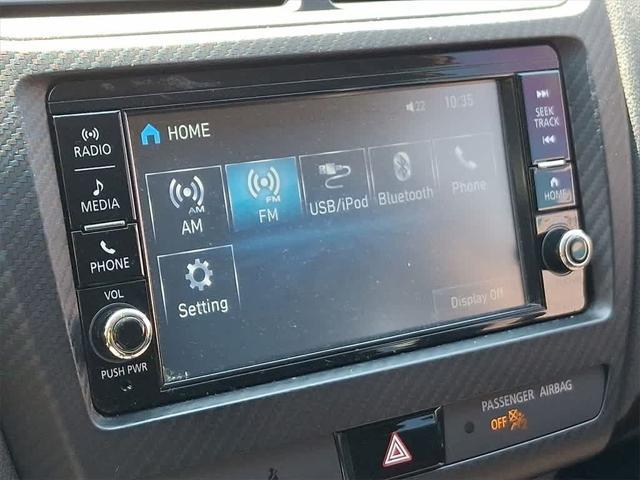 RADIO
MEDIA
PHONE
VOL
PUSH PWR
HOME
22
10:35
AM
AM
FM
FM
USB/iPod
Bluetooth
Phone
Setting
Display Off
SEEK
TRACK
HOME
PASSENGER AIRBAG
OFF